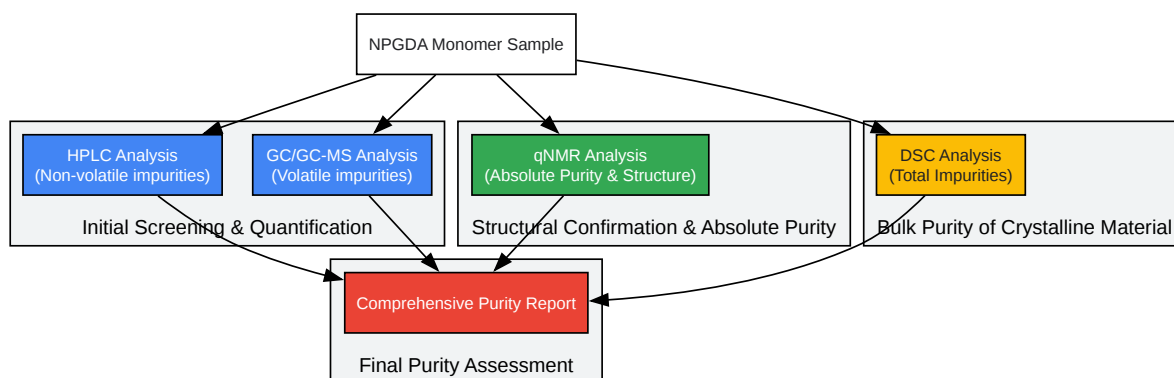 NPGDA Monomer Sample
HPLC Analysis
(Non-volatile impurities)
GC/GC-MS Analysis
(Volatile impurities)
Initial Screening & Quantification
qNMR Analysis
(Absolute Purity & Structure)
Structural Confirmation & Absolute Purity
DSC Analysis
(Total Impurities)
Bulk Purity of Crystalline Material
Comprehensive Purity Report
Final Purity Assessment